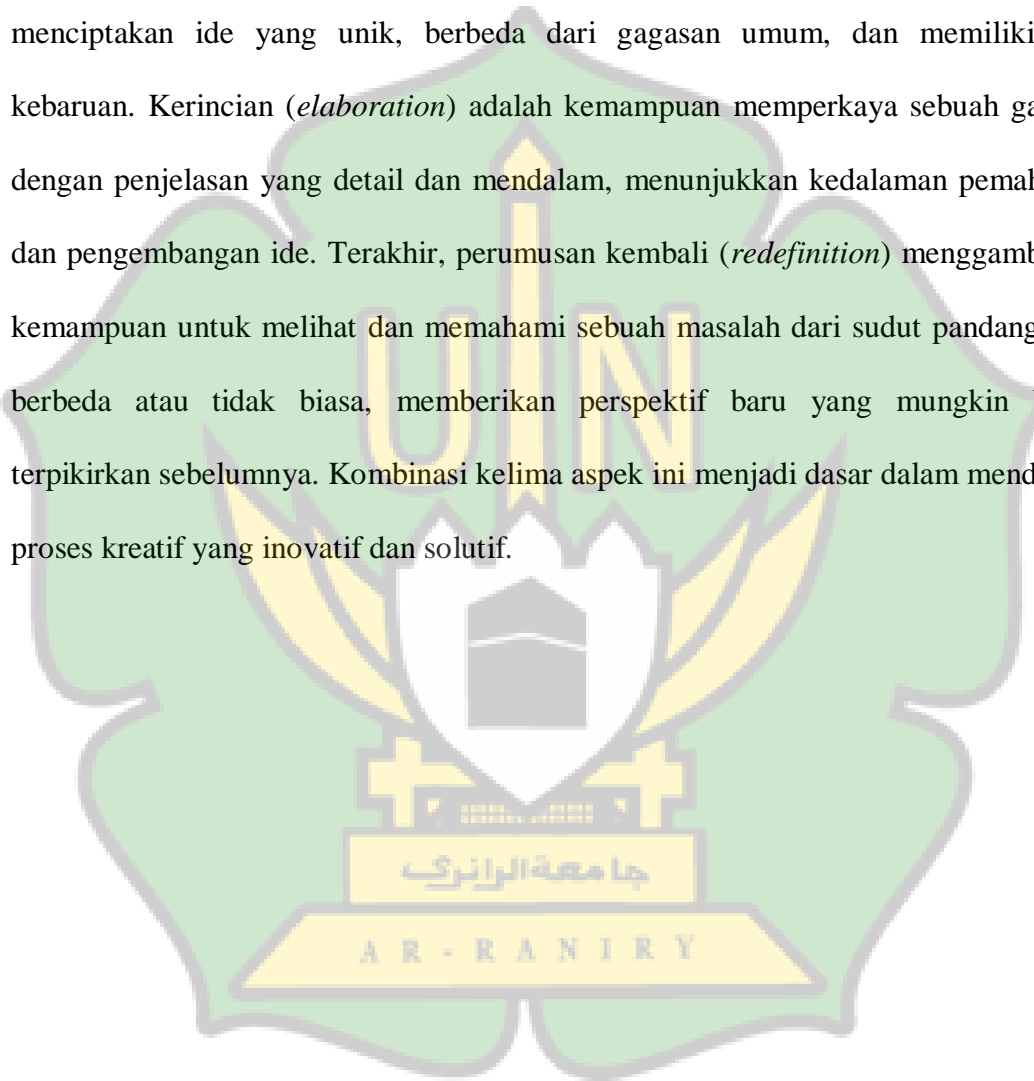 menciptakan ide yang unik, berbeda dari gagasan umum, dan memiliki
kebaruan. Kerincian (elaboration) adalah kemampuan memperkaya sebuah
dengan penjelasan yang detail dan mendalam, menunjukkan kedalaman
dan pengembangan ide. Terakhir, perumusan kembali (redefinition)
kemampuan untuk melihat dan memahami sebuah masalah dari sudut pandang
berbeda atau tidak biasa, memberikan perspektif baru yang mungkin
terpikirkan sebelumnya. Kombinasi kelima aspek ini menjadi dasar dalam
proses kreatif yang inovatif dan solutif.
UIN
جامعة الرانري
AR-RANIRY